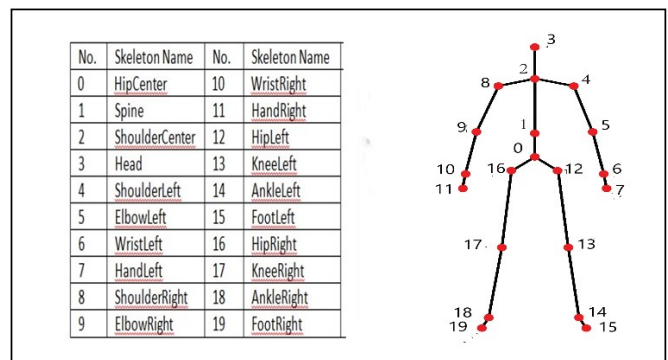 No. Skeleton Name No. Skeleton Name
0 HipCenter 10 WristRight
1 Spine 11 HandRight
2 ShoulderCenter 12 HipLeft
3 Head 13 KneeLeft
4 ShoulderLeft 14 AnkleLeft
5 ElbowLeft 15 FootLeft
6 WristLeft 16 HipRight
7 HandLeft 17 KneeRight
8 ShoulderRight 18 AnkleRight
9 ElbowRight 19 FootRight
3
2
8 4
9 1 5
0
10 16 12 6
11 7
17 13
18 14
19 15